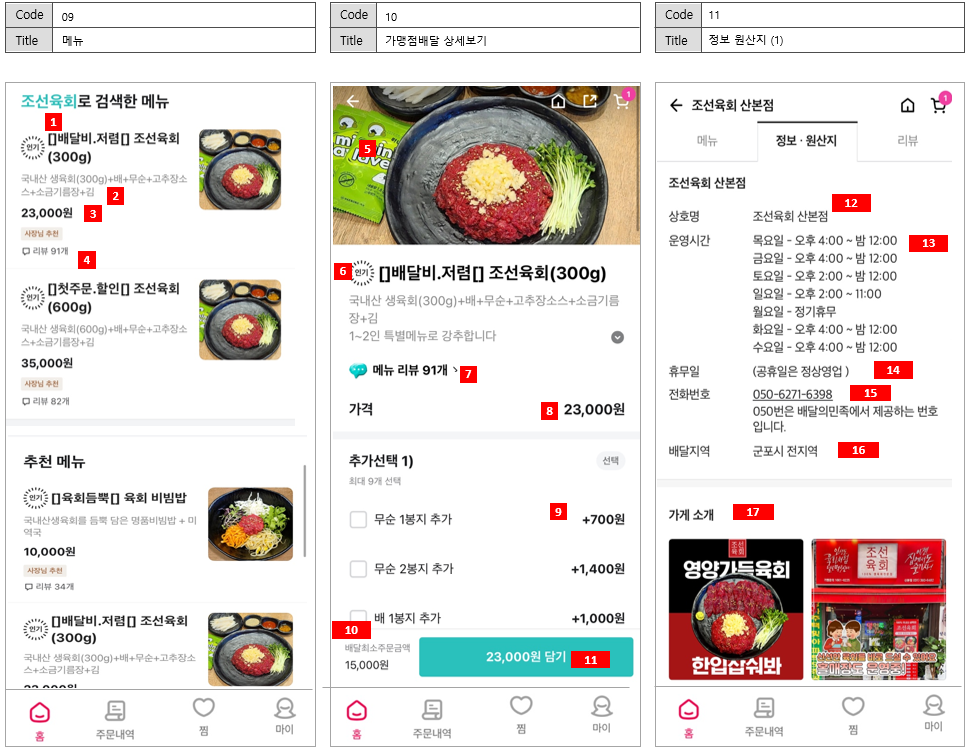 Code 09
Title 메뉴
조선육회로 검색한 메뉴
1
인기 []배달비.저렴[] 조선육회
(300g)
국내산 생육회(300g)+배+무순+고추장소
스+소금기름장+김
2
23,000원
3
사장님 추천
리뷰 91개
4
인기 []첫주문.할인[] 조선육회
(600g)
국내산 생육회(600g)+배+무순+고추장소
스+소금기름장+김
35,000원
사장님 추천
리뷰 82개
추천 메뉴
인기 []육회듬뿍[] 육회 비빔밥
국내산생육회를 듬뿍 담은 명품비빔밥 + 미
역국
10,000원
사장님 추천
리뷰 34개
인기 []배달비.저렴[] 조선육회
(300g)
국내산 생육회(300g)+배+무순+고추장소
스+소금기름장+김
23,000원
홈
주문내역
찜
마이
Code 10
Title 가맹점배달 상세보기
1
5
6
인기 []배달비.저렴[] 조선육회(300g)
국내산 생육회(300g)+배+무순+고추장소스+소금기름
장+김
1~2인 특별메뉴로 강추합니다
메뉴 리뷰 91개
7
가격
8
23,000원
추가선택 1)
선택
최대 9개 선택
무순 1봉지 추가
9
+700원
무순 2봉지 추가
+1,400원
배 1봉지 추가
+1,000원
10
배달최소주문금액
15,000원
23,000원 담기
11
홈
주문내역
찜
마이
Code 11
Title 정보 원산지 (1)
조선육회 산본점
1
메뉴
정보 · 원산지
리뷰
조선육회 산본점
12
상호명 조선육회 산본점
운영시간 목요일 - 오후 4:00 ~ 밤 12:00
13
금요일 - 오후 4:00 ~ 밤 12:00
토요일 - 오후 2:00 ~ 밤 12:00
일요일 - 오후 2:00 ~ 11:00
월요일 - 정기휴무
화요일 - 오후 4:00 ~ 밤 12:00
수요일 - 오후 4:00 ~ 밤 12:00
휴무일 (공휴일은 정상영업 )
14
전화번호 050-6271-6398
15
050번은 배달의민족에서 제공하는 번호
입니다.
배달지역 군포시 전지역
16
가게 소개
17
조선
육회
영양가득육회
한입잡숴봐
조선
육회
홀매장도 운영중!
홈
주문내역
찜
마이